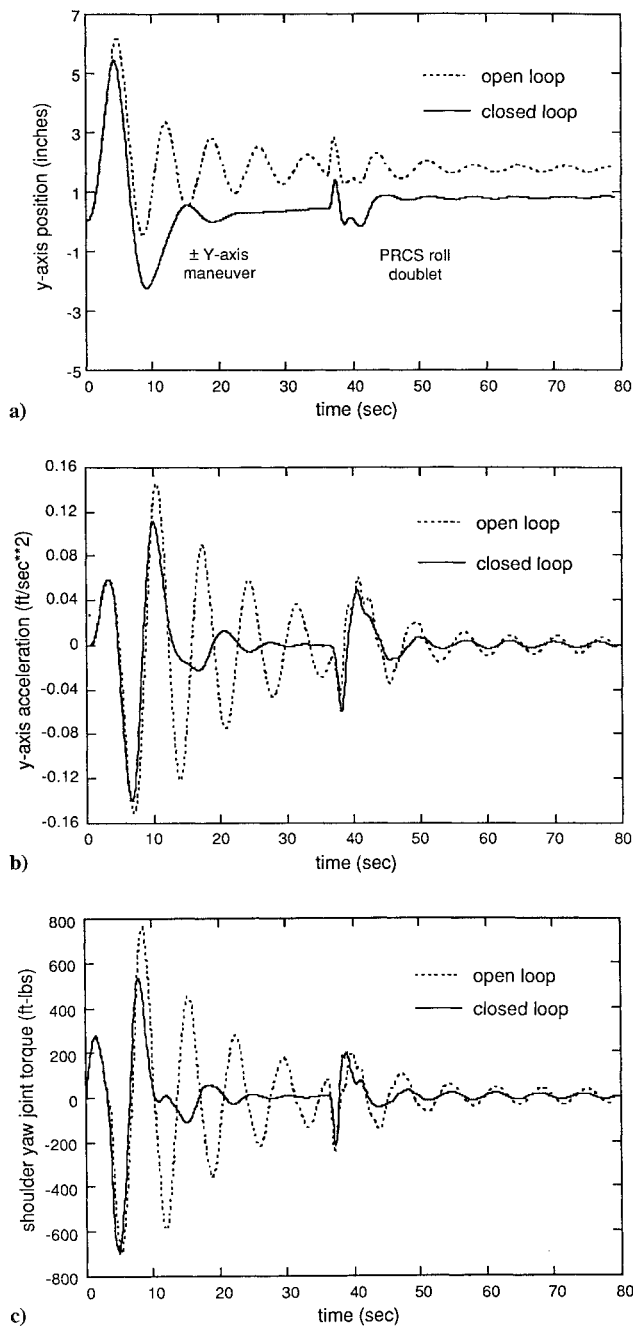 7
5
3
1
-1
-3
-5
y-axis position (inches)
open loop
closed loop
± Y-axis
maneuver
PRCS roll
doublet
0 10 20 30 40 50 60 70 80
time (sec)
a)
0.16
0.12
0.08
0.04
0
-0.04
-0.08
-0.12
-0.16
y-axis acceleration (ft/sec**2)
open loop
closed loop
0 10 20 30 40 50 60 70 80
time (sec)
b)
800
600
400
200
0
-200
-400
-600
-800
shoulder yaw joint torque (ft-lbs)
open loop
closed loop
0 10 20 30 40 50 60 70 80
time (sec)
c)